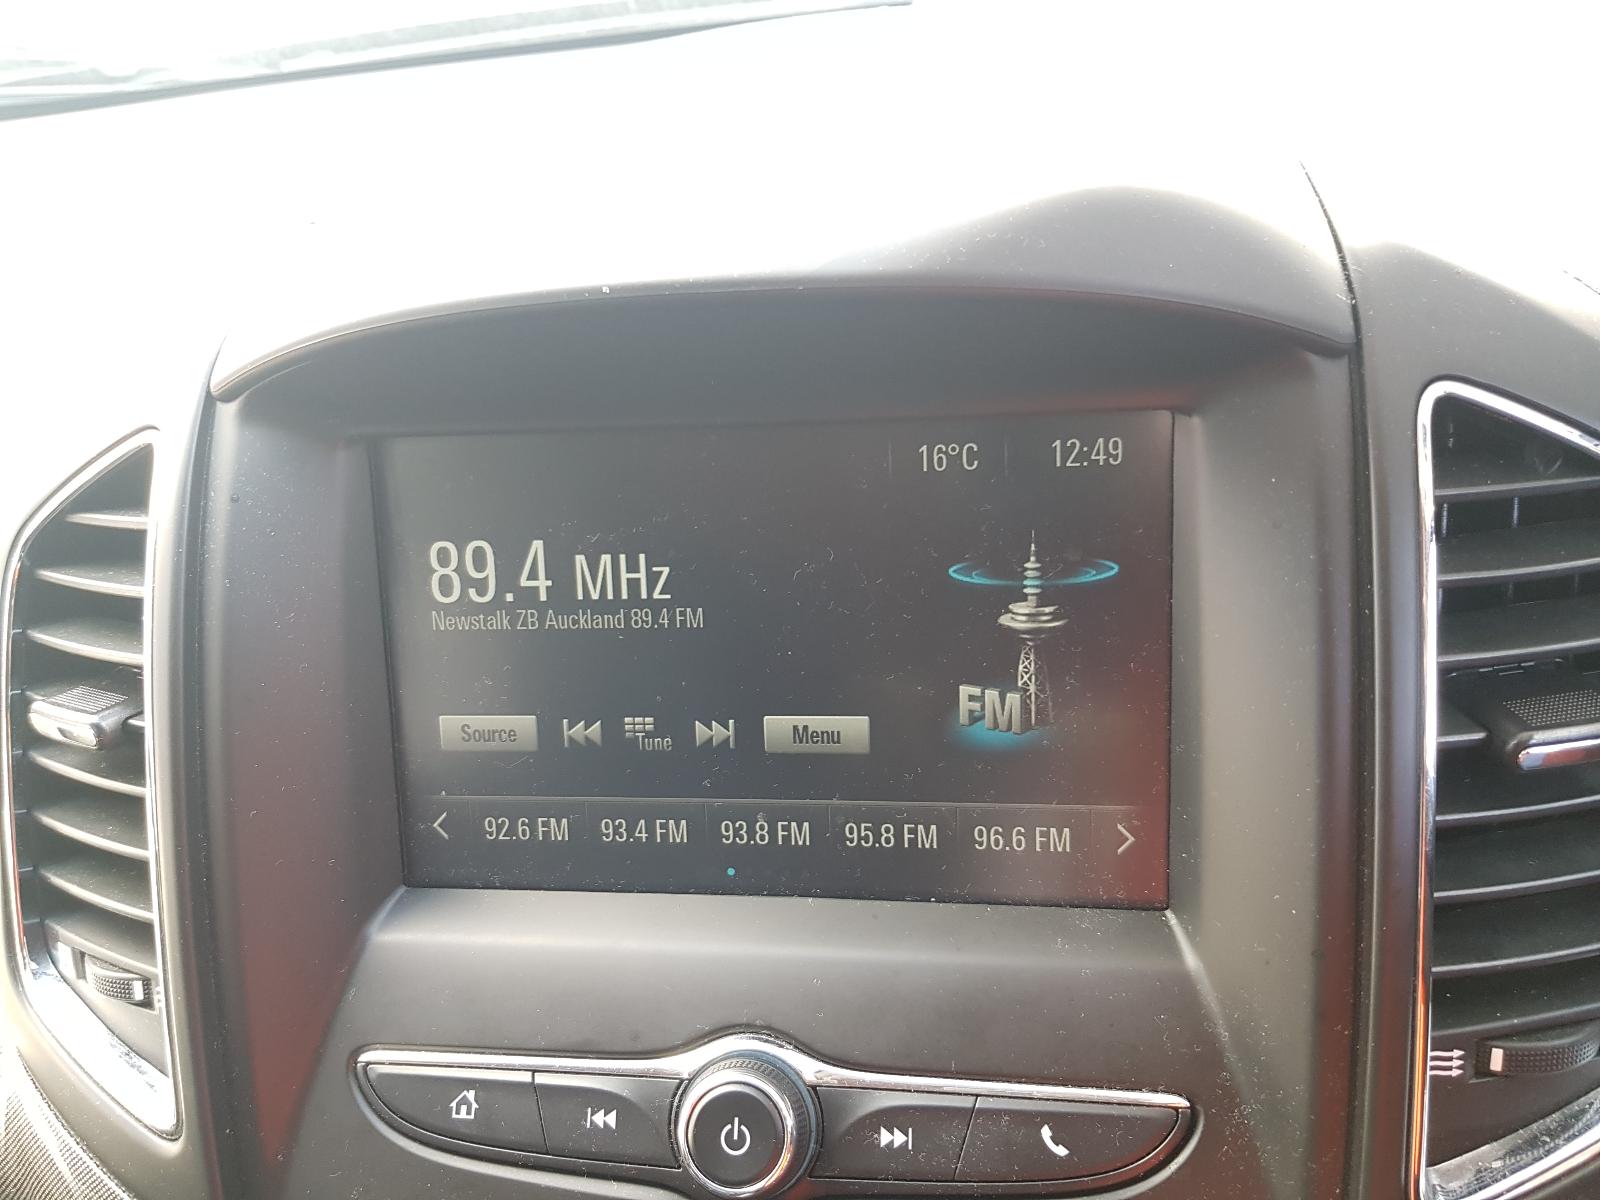 16°C 12:49
89.4 MHz
Newstalk ZB Auckland 89.4 FM
FM
Source Tune Menu
92.6 FM 93.4 FM 93.8 FM 95.8 FM 96.6 FM